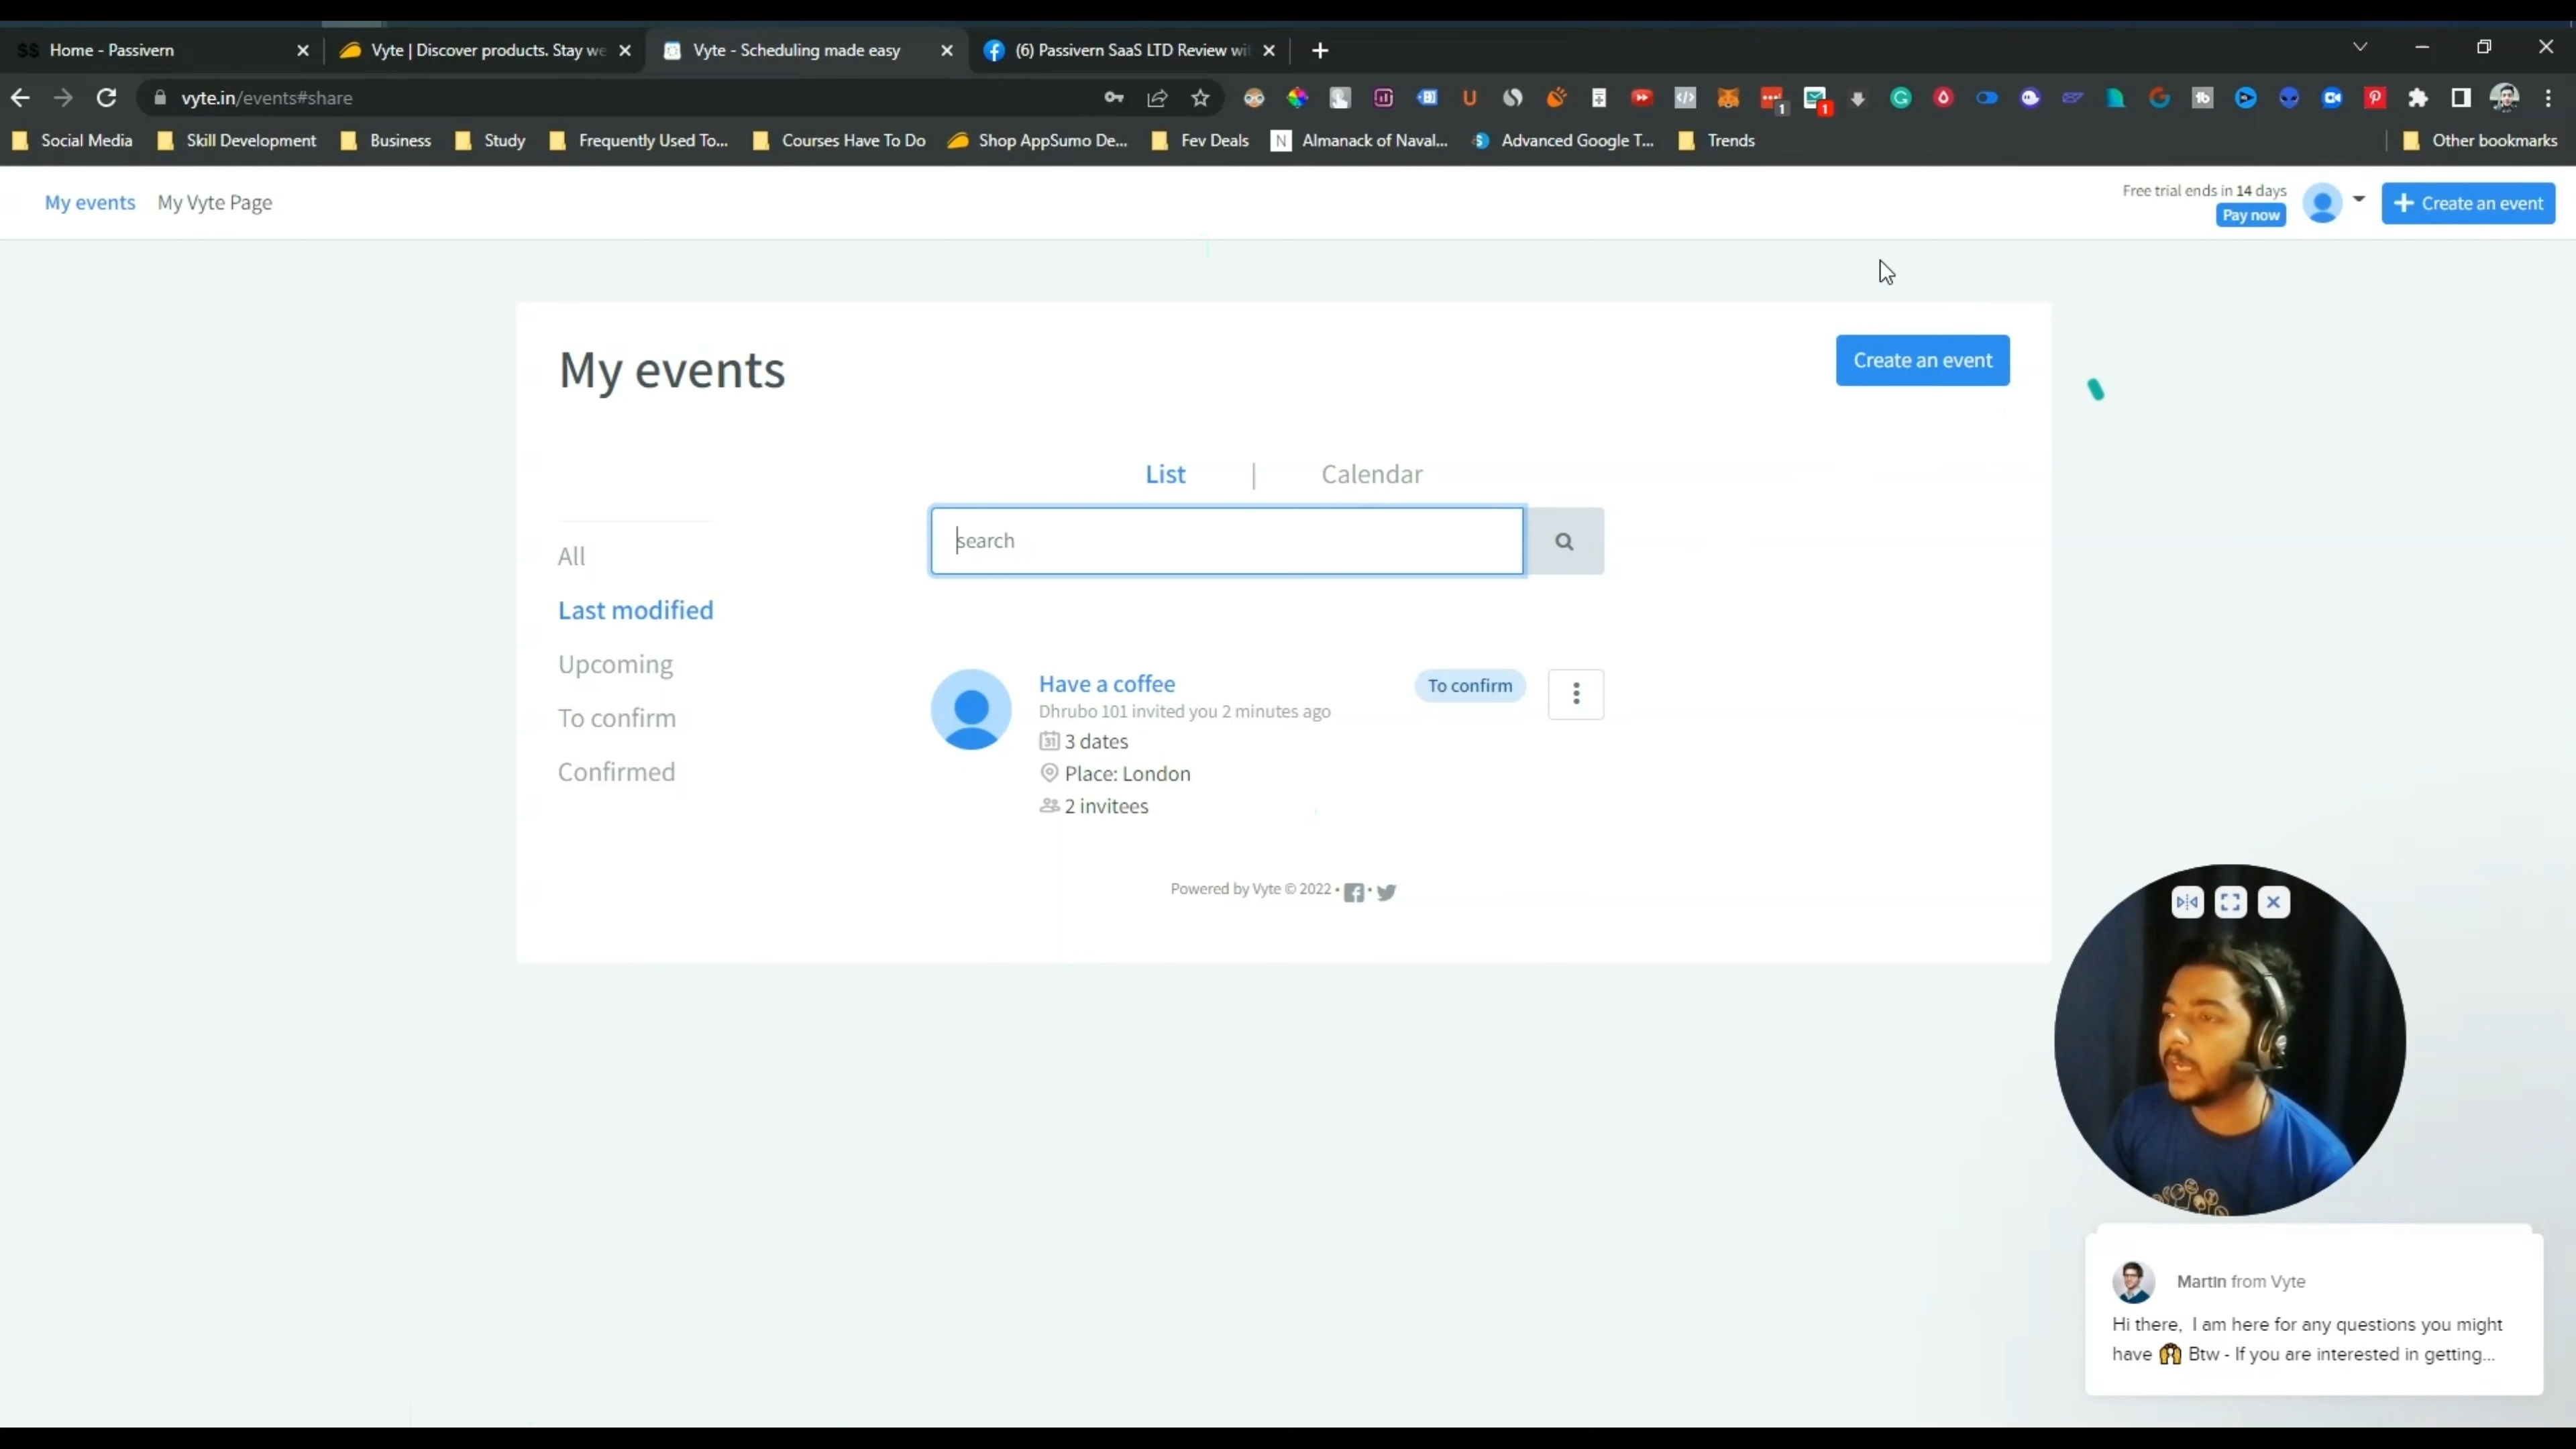 Home - Passivern
Vyte | Discover products. Stay we
Vyte - Scheduling made easy
(6) Passivern SaaS LTD Review wi
vyte.in/events#share
1
1
Social Media
Skill Development
Business
Study
Frequently Used To...
Courses Have To Do
Shop AppSumo De...
Fev Deals
N Almanack of Naval...
Advanced Google T...
Trends
Other bookmarks
My events
My Vyte Page
Free trial ends in 14 days
Pay now
Create an event
My events
Create an event
List | Calendar
search
All
Last modified
Upcoming
To confirm
Confirmed
Have a coffee
To confirm
Dhrubo 101 invited you 2 minutes ago
31 3 dates
Place: London
2 invitees
Powered by Vyte © 2022 • •
Martin from Vyte
Hi there, I am here for any questions you might
have 🙌 Btw - If you are interested in getting...